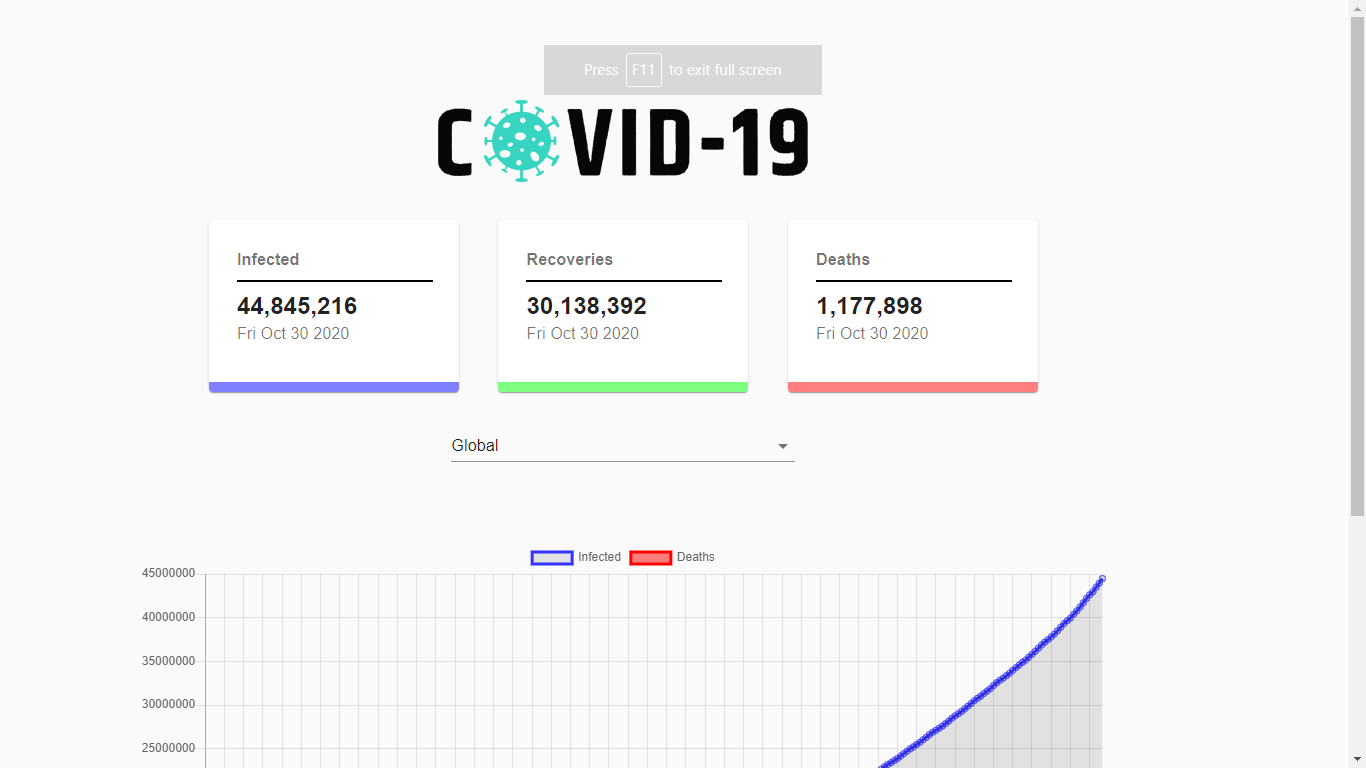 Press F11 to exit full screen
COVID-19
Infected
44,845,216
Fri Oct 30 2020
Recoveries
30,138,392
Fri Oct 30 2020
Deaths
1,177,898
Fri Oct 30 2020
Global
Infected Deaths
45000000
40000000
35000000
30000000
25000000